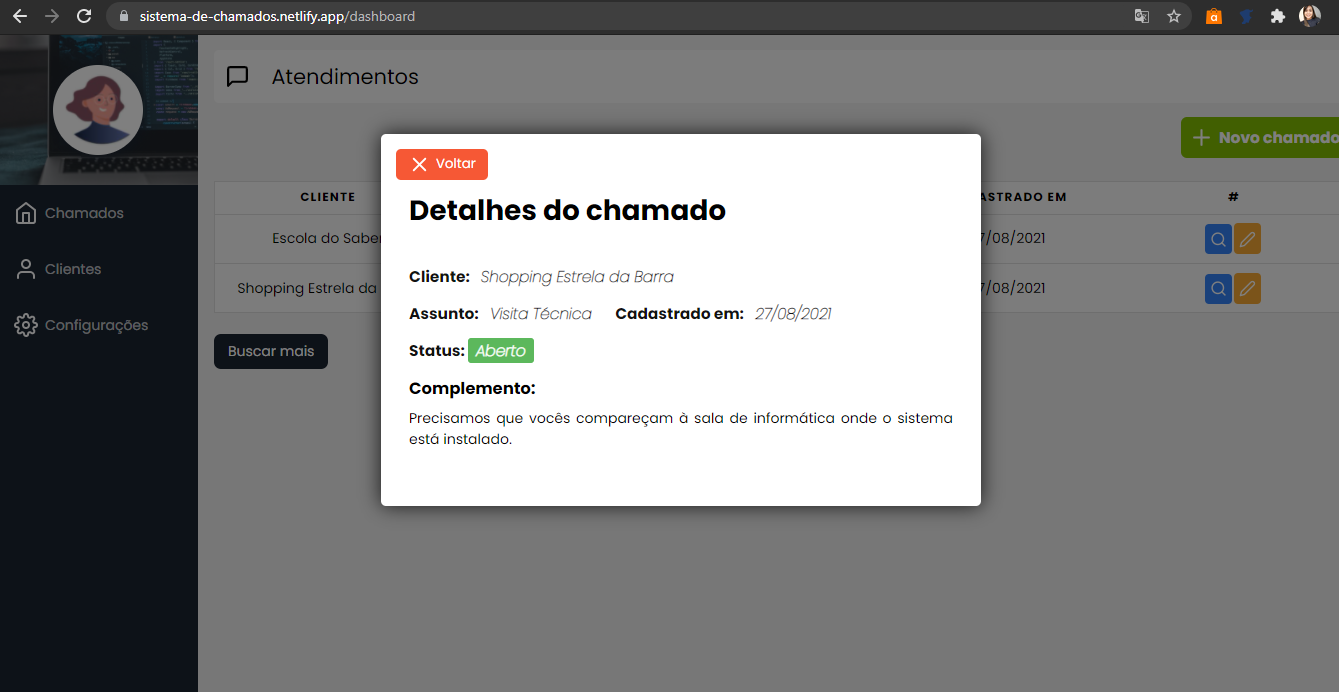 sistema-de-chamados.netlify.app/dashboard
Atendimentos
Novo chamado
Chamados
Clientes
Configurações
CLIENTE
ASTRADO EM
#
Escola do Saber
7/08/2021
Shopping Estrela da
7/08/2021
Buscar mais
Voltar
Detalhes do chamado
Cliente: Shopping Estrela da Barra
Assunto: Visita Técnica Cadastrado em: 27/08/2021
Status: Aberto
Complemento:
Precisamos que vocês compareçam à sala de informática onde o sistema
está instalado.